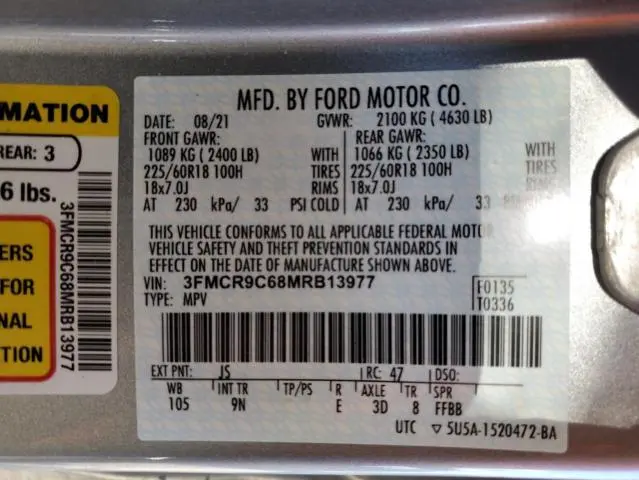 MATION
REAR: 3
6 lbs.
ERS
FOR
NAL
TION
3FMCR9C68MRB13977
MFD. BY FORD MOTOR CO.
DATE: 08/21 GVWR: 2100 KG ( 4630 LB)
FRONT GAWR: REAR GAWR:
1089 KG ( 2400 LB) WITH 1066 KG ( 2350 LB) WITH
225/60R18 100H TIRES 225/60R18 100H TIRES
18x7.0J RIMS 18x7.0J RIMS
AT 230 kPa/ 33 PSI COLD AT 230 kPa/ 33
THIS VEHICLE CONFORMS TO ALL APPLICABLE FEDERAL MOTOR
VEHICLE SAFETY AND THEFT PREVENTION STANDARDS IN
EFFECT ON THE DATE OF MANUFACTURE SHOWN ABOVE.
VIN: 3FMCR9C68MRB13977 F0135
TYPE: MPV T0336
EXT PNT: JS RC: 47 DSO:
WB INT TR TP/PS R AXLE TR SPR
105 9N E 3D 8 FFBB
UTC ▽ 5U5A-1520472-BA